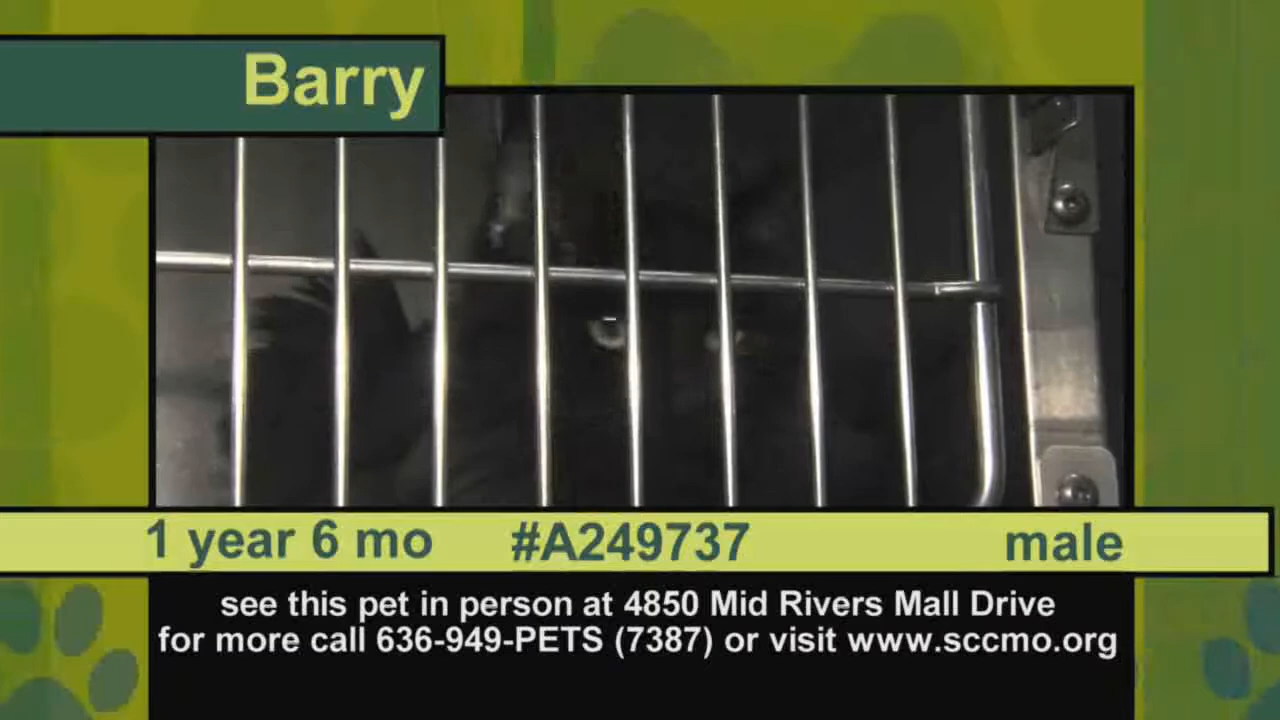 Barry
1 year 6 mo #A249737 male
see this pet in person at 4850 Mid Rivers Mall Drive
for more call 636-949-PETS (7387) or visit www.sccmo.org